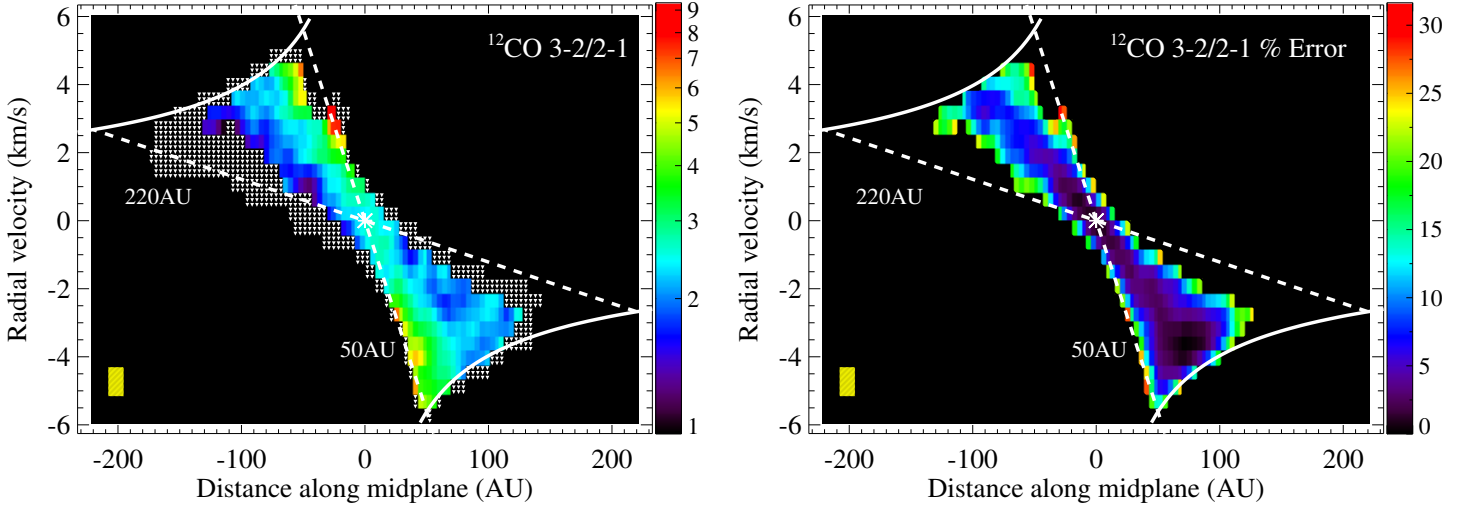 ¹²CO 3-2/2-1
220AU
50AU
Radial velocity (km/s)
6
4
2
0
-2
-4
-6
-200 -100 0 100 200
Distance along midplane (AU)
9
8
7
6
5
4
3
2
1
¹²CO 3-2/2-1 % Error
220AU
50AU
Radial velocity (km/s)
6
4
2
0
-2
-4
-6
-200 -100 0 100 200
Distance along midplane (AU)
30
25
20
15
10
5
0